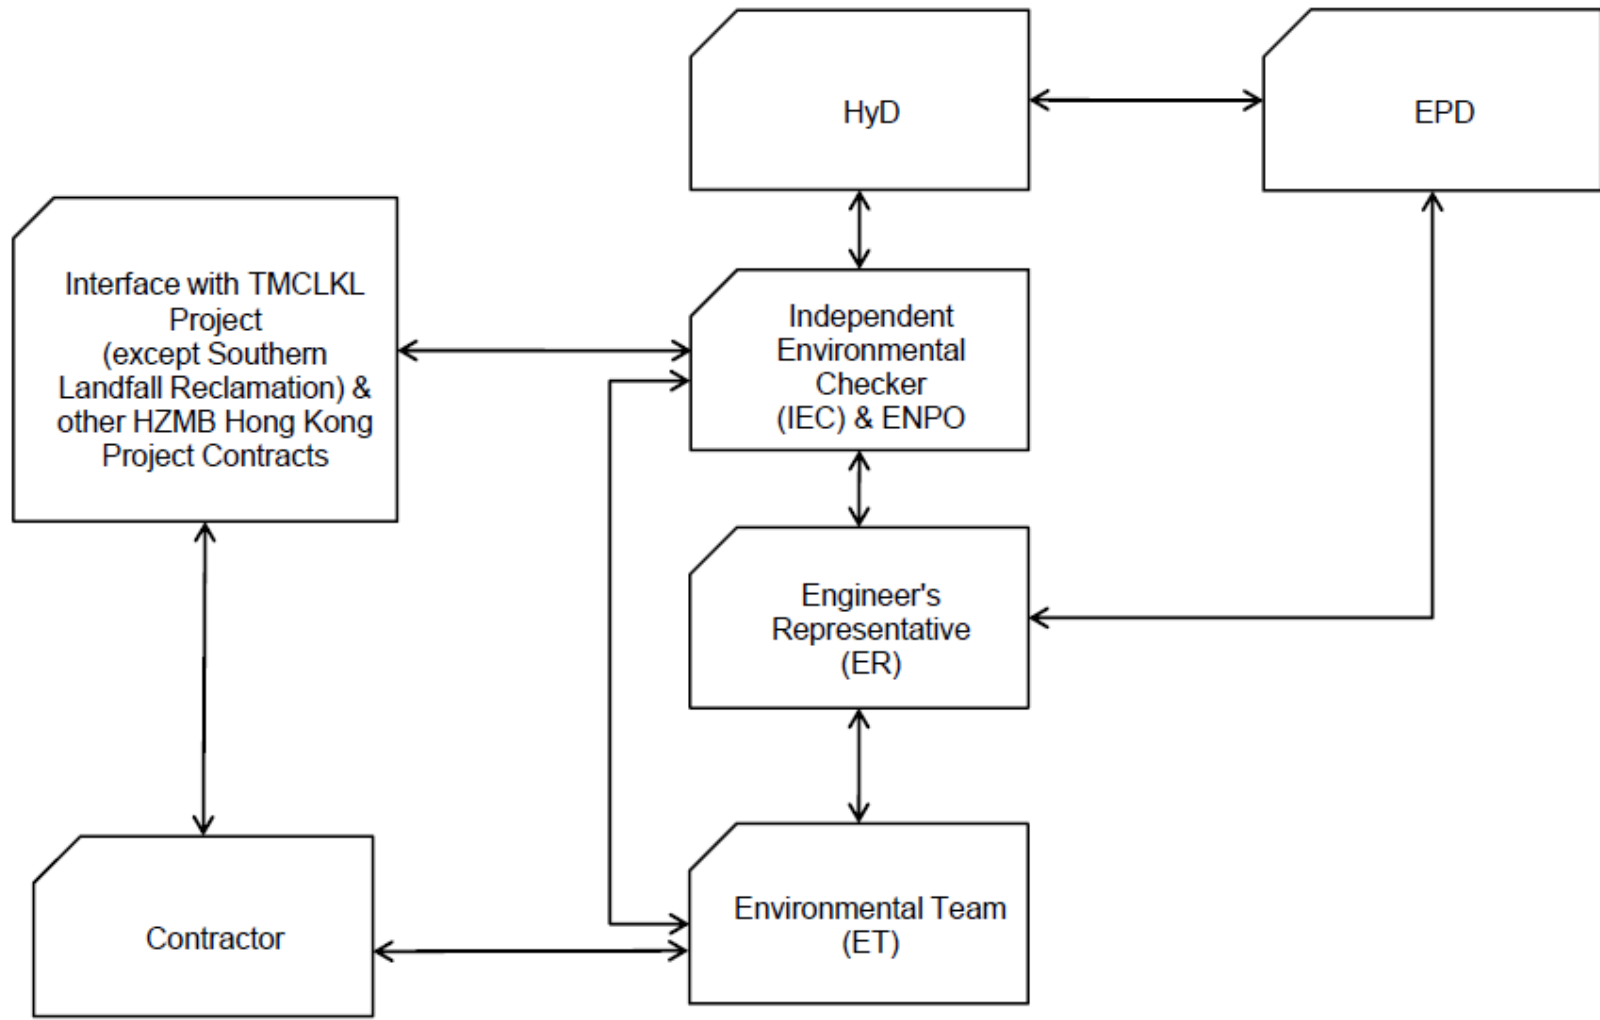 HyD
EPD
Interface with TMCLKL
Project
(except Southern
Landfall Reclamation) &
other HZMB Hong Kong
Project Contracts
Independent
Environmental
Checker
(IEC) & ENPO
Engineer's
Representative
(ER)
Contractor
Environmental Team
(ET)